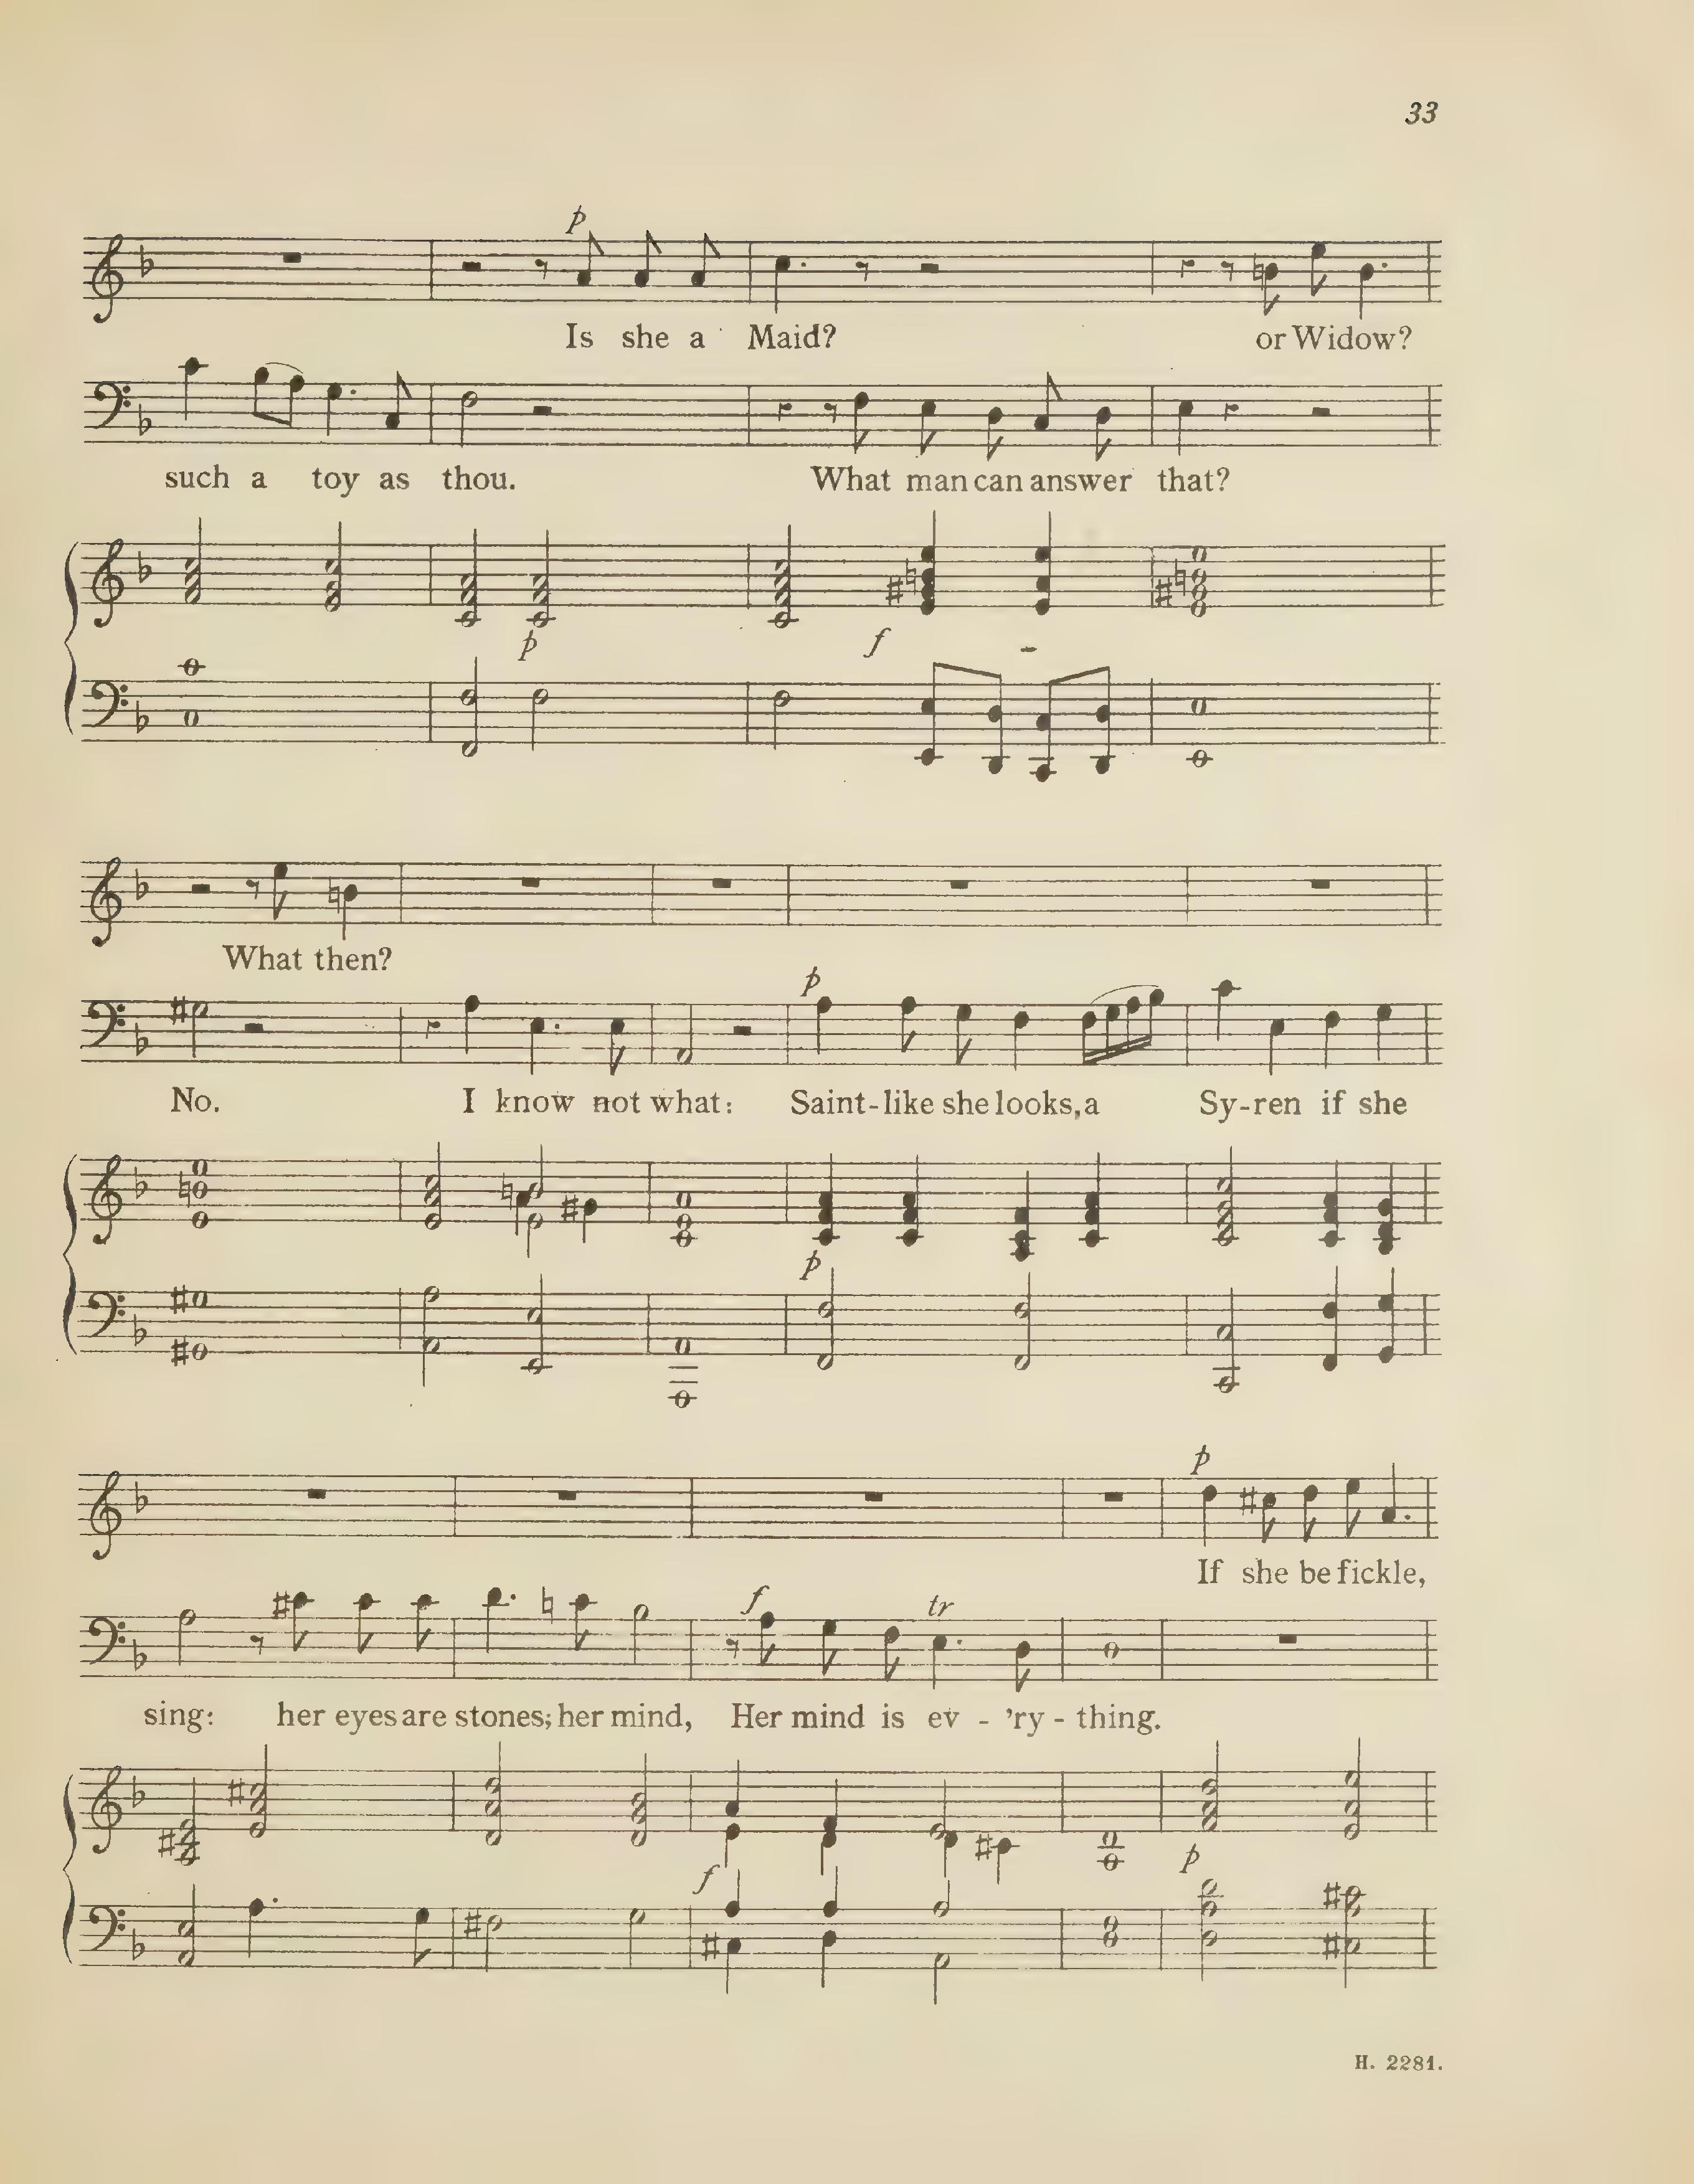 33
p
Is she a Maid? or Widow?
such a toy as thou. What man can answer that?
p f
What then?
p
No. I know not what: Saint-like she looks, a Sy-ren if she
p
p
If she be fickle,
f tr
sing: her eyes are stones; her mind, Her mind is ev - 'ry - thing.
f p
H. 2281.